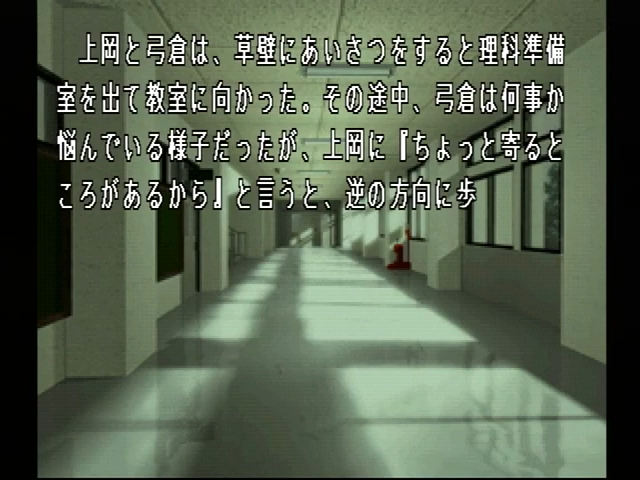 上岡と弓倉は、草壁にあいさつをすると理科準備
室を出て教室に向かった。その途中、弓倉は何事か
悩んでいる様子だったが、上岡に『ちょっと寄ると
ころがあるから』と言うと、逆の方向に歩